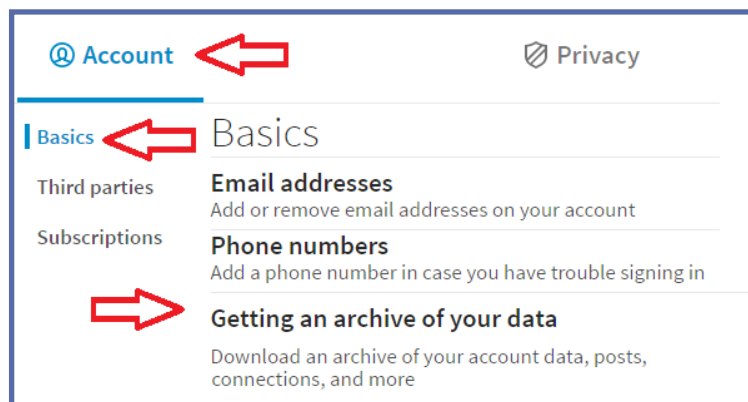 Account
Privacy
Basics
Third parties
Subscriptions
Basics
Email addresses
Add or remove email addresses on your account
Phone numbers
Add a phone number in case you have trouble signing in
Getting an archive of your data
Download an archive of your account data, posts,
connections, and more